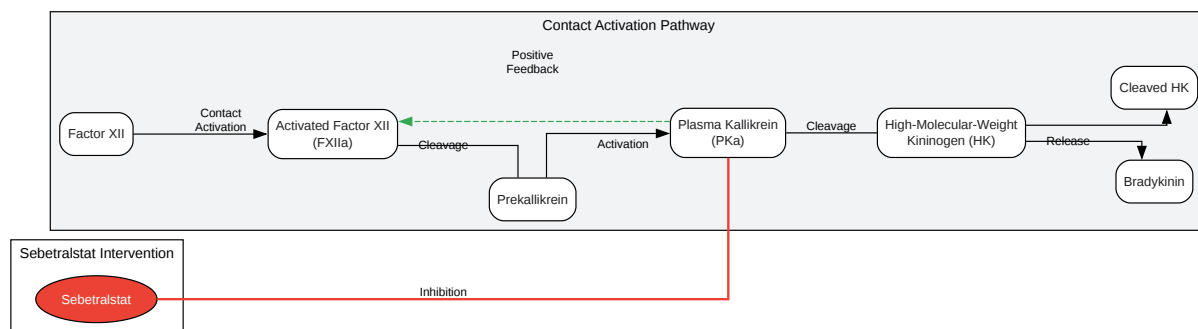 Contact Activation Pathway
Positive
Feedback
Factor XII
Contact
Activation
Activated Factor XII
(FXIIa)
Cleavage
Prekallikrein
Activation
Plasma Kallikrein
(PKa)
Cleavage
High-Molecular-Weight
Kininogen (HK)
Cleaved HK
Release
Bradykinin
Sebetralstat Intervention
Sebetralstat
Inhibition